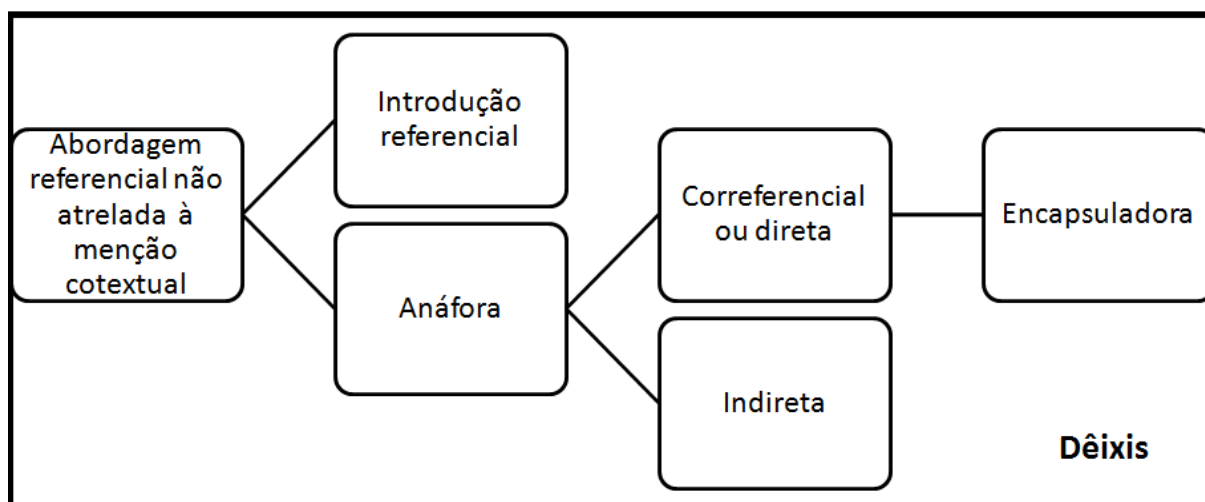 Abordagem
referencial não
atrelada à
menção
cotextual
Introdução
referencial
Anáfora
Correferencial
ou direta
Indireta
Encapsuladora
Dêixis